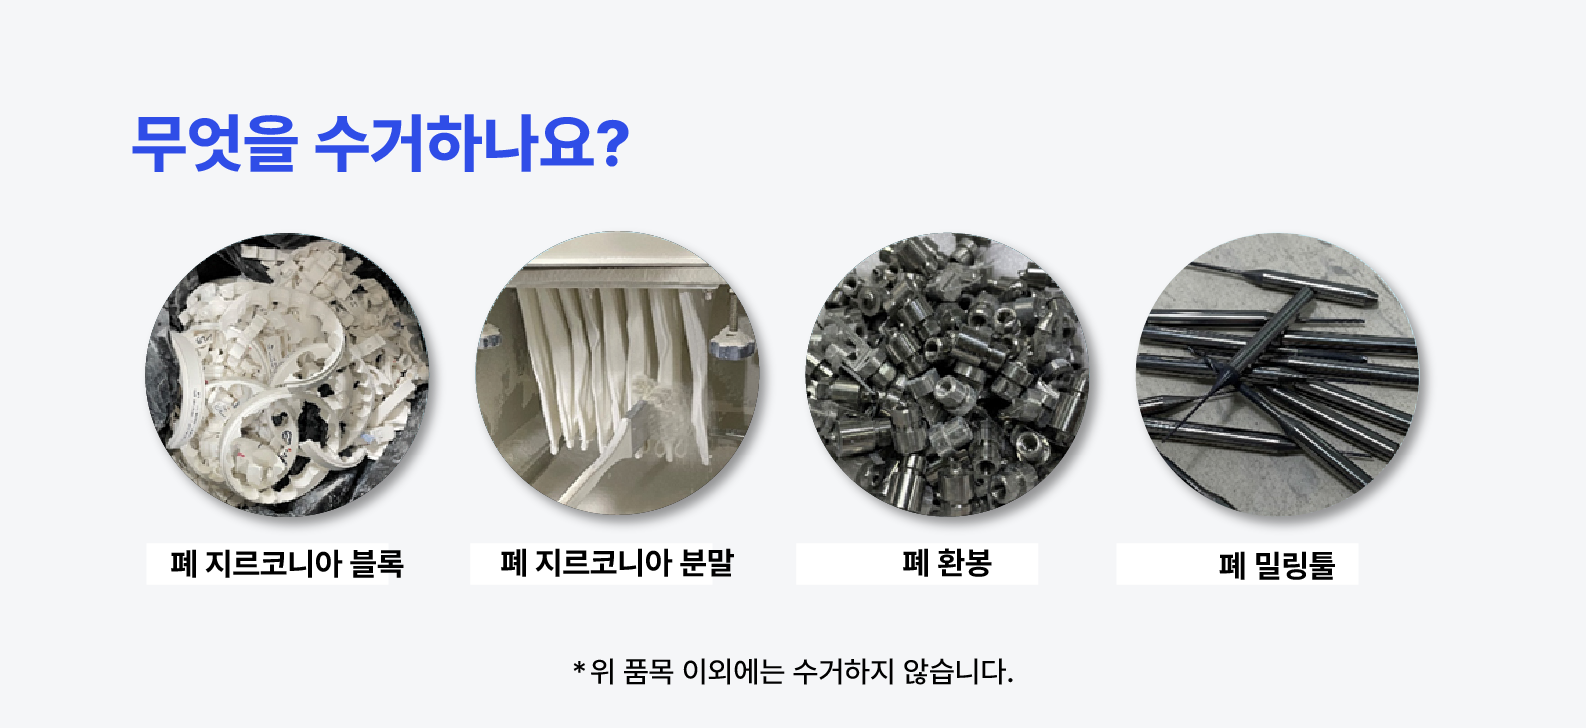 무엇을 수거하나요?
폐 지르코니아 블록
폐 지르코니아 분말
폐 환봉
폐 밀링툴
*위 품목 이외에는 수거하지 않습니다.